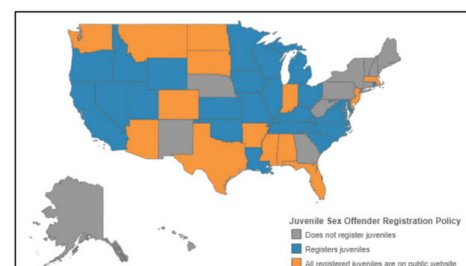 Juvenile Sex Offender Registration Policy
Does not register juveniles
Registers juveniles
All registered juveniles are on public website